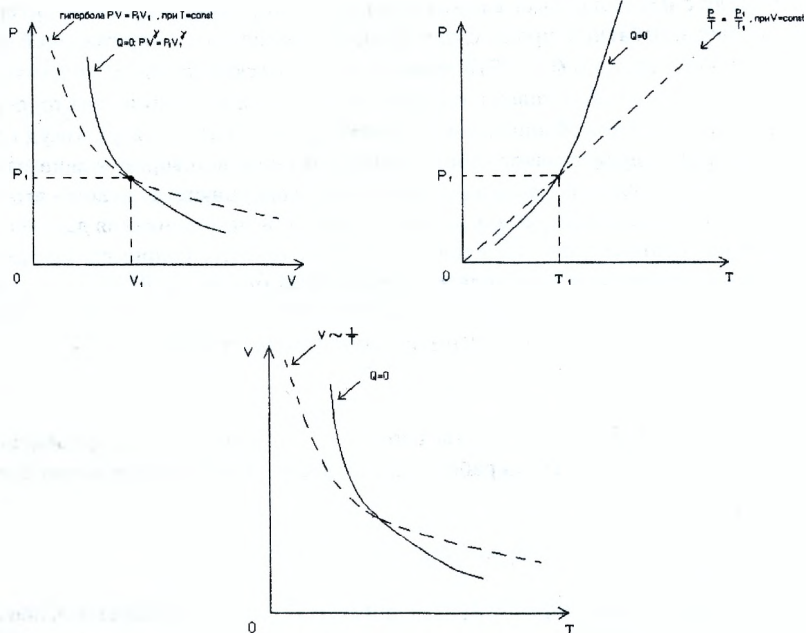 гипербола PV = P₁V₁ , при T=const
P
Q=0: PV^γ = P₁V₁^γ
P₁
0
V₁
V
P
Q=0
P/T = P₁/T₁ , при V=const
P₁
0
T₁
T
V
V ~ 1/T
Q=0
0
T